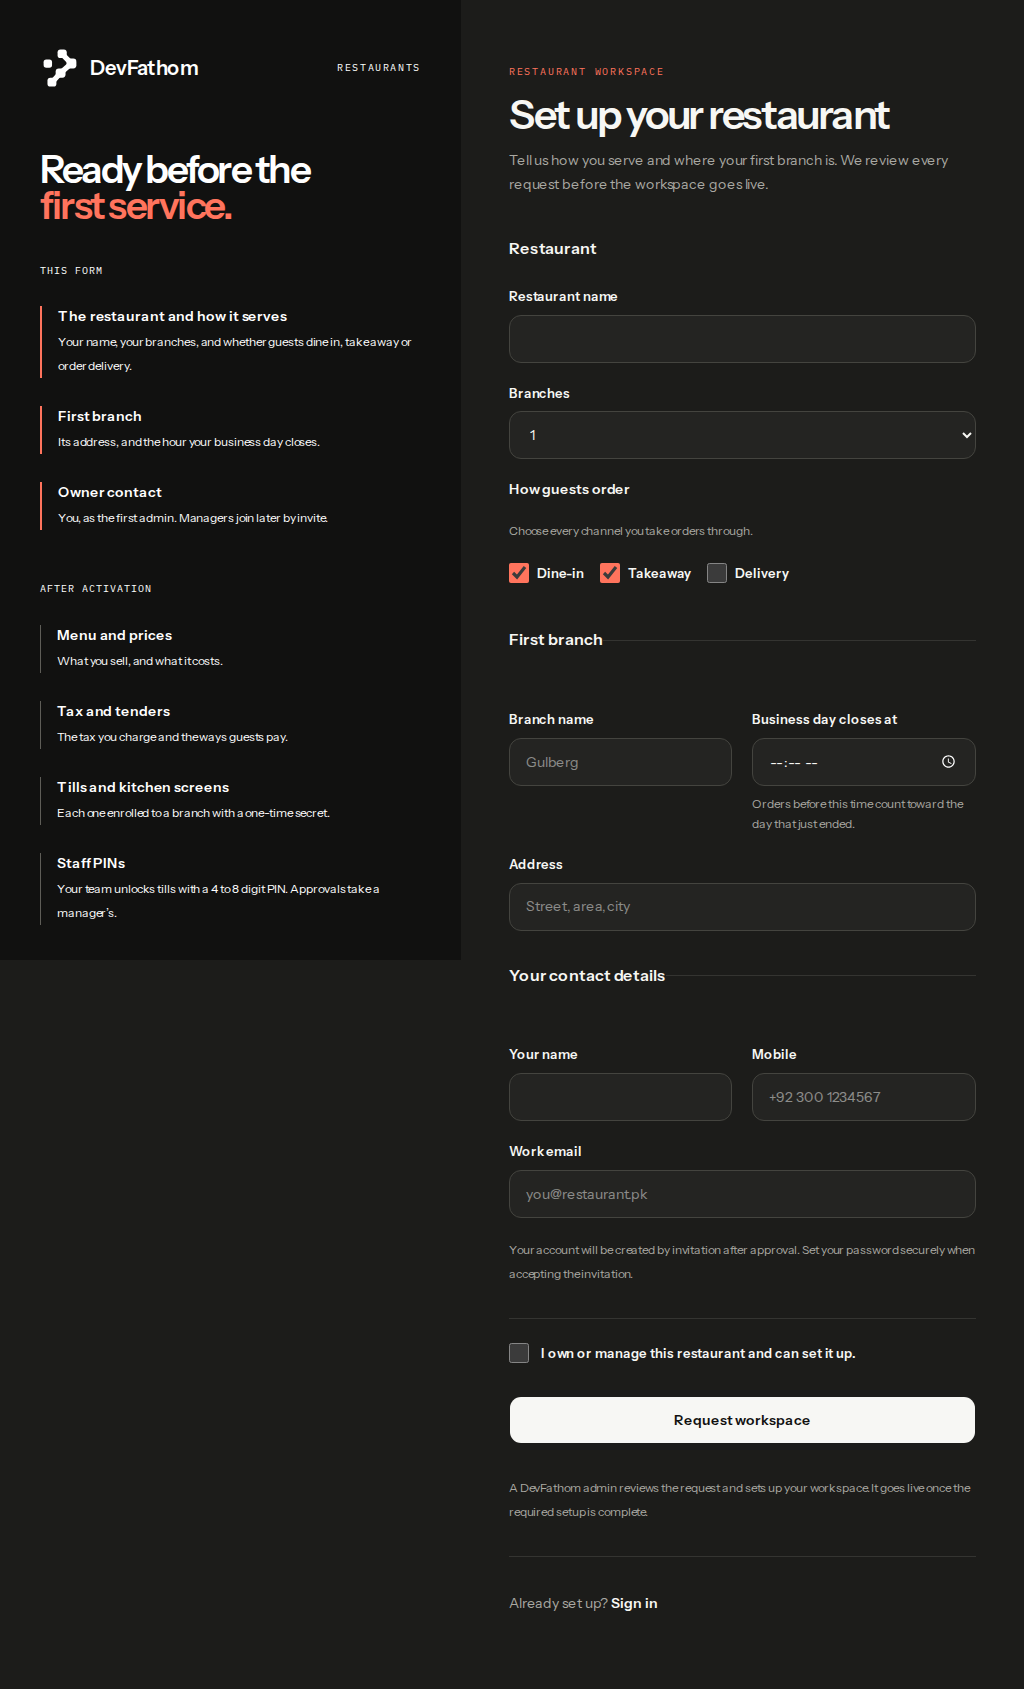 DevFathom
RESTAURANTS
Ready before the
first service.
THIS FORM
The restaurant and how it serves
Your name, your branches, and whether guests dine in, take away or
order delivery.
First branch
Its address, and the hour your business day closes.
Owner contact
You, as the first admin. Managers join later by invite.
AFTER ACTIVATION
Menu and prices
What you sell, and what it costs.
Tax and tenders
The tax you charge and the ways guests pay.
Tills and kitchen screens
Each one enrolled to a branch with a one-time secret.
Staff PINs
Your team unlocks tills with a 4 to 8 digit PIN. Approvals take a
manager's.
RESTAURANT WORKSPACE
Set up your restaurant
Tell us how you serve and where your first branch is. We review every
request before the workspace goes live.
Restaurant
Restaurant name
Branches
1
How guests order
Choose every channel you take orders through.
Dine-in Takeaway Delivery
First branch
Branch name Business day closes at
Gulberg --:-- --
Orders before this time count toward the
day that just ended.
Address
Street, area, city
Your contact details
Your name Mobile
+92 300 1234567
Work email
you@restaurant.pk
Your account will be created by invitation after approval. Set your password securely when
accepting the invitation.
I own or manage this restaurant and can set it up.
Request workspace
A DevFathom admin reviews the request and sets up your workspace. It goes live once the
required setup is complete.
Already set up? Sign in